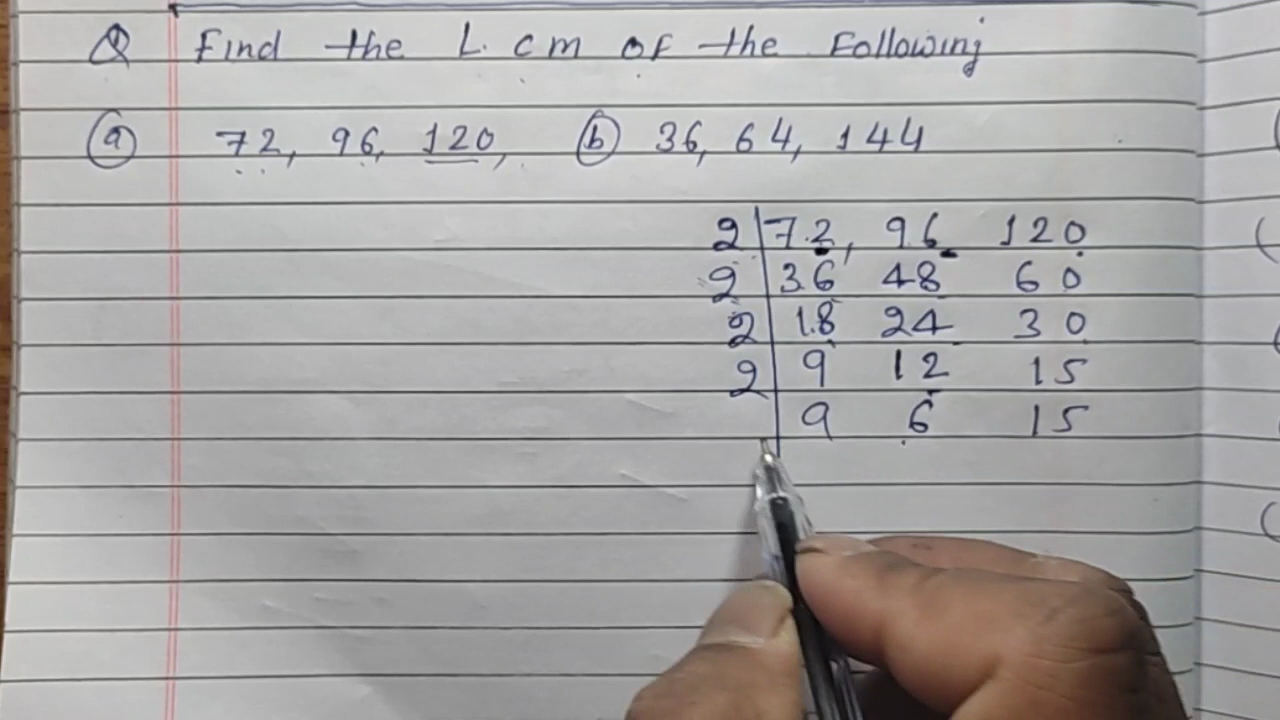 Q Find the L.cm of the Following
(a) 72, 96, 120, (b) 36, 64, 144
2 72, 96 120
2 36 48 60
2 18 24 30
2 9 12 15
9 6 15